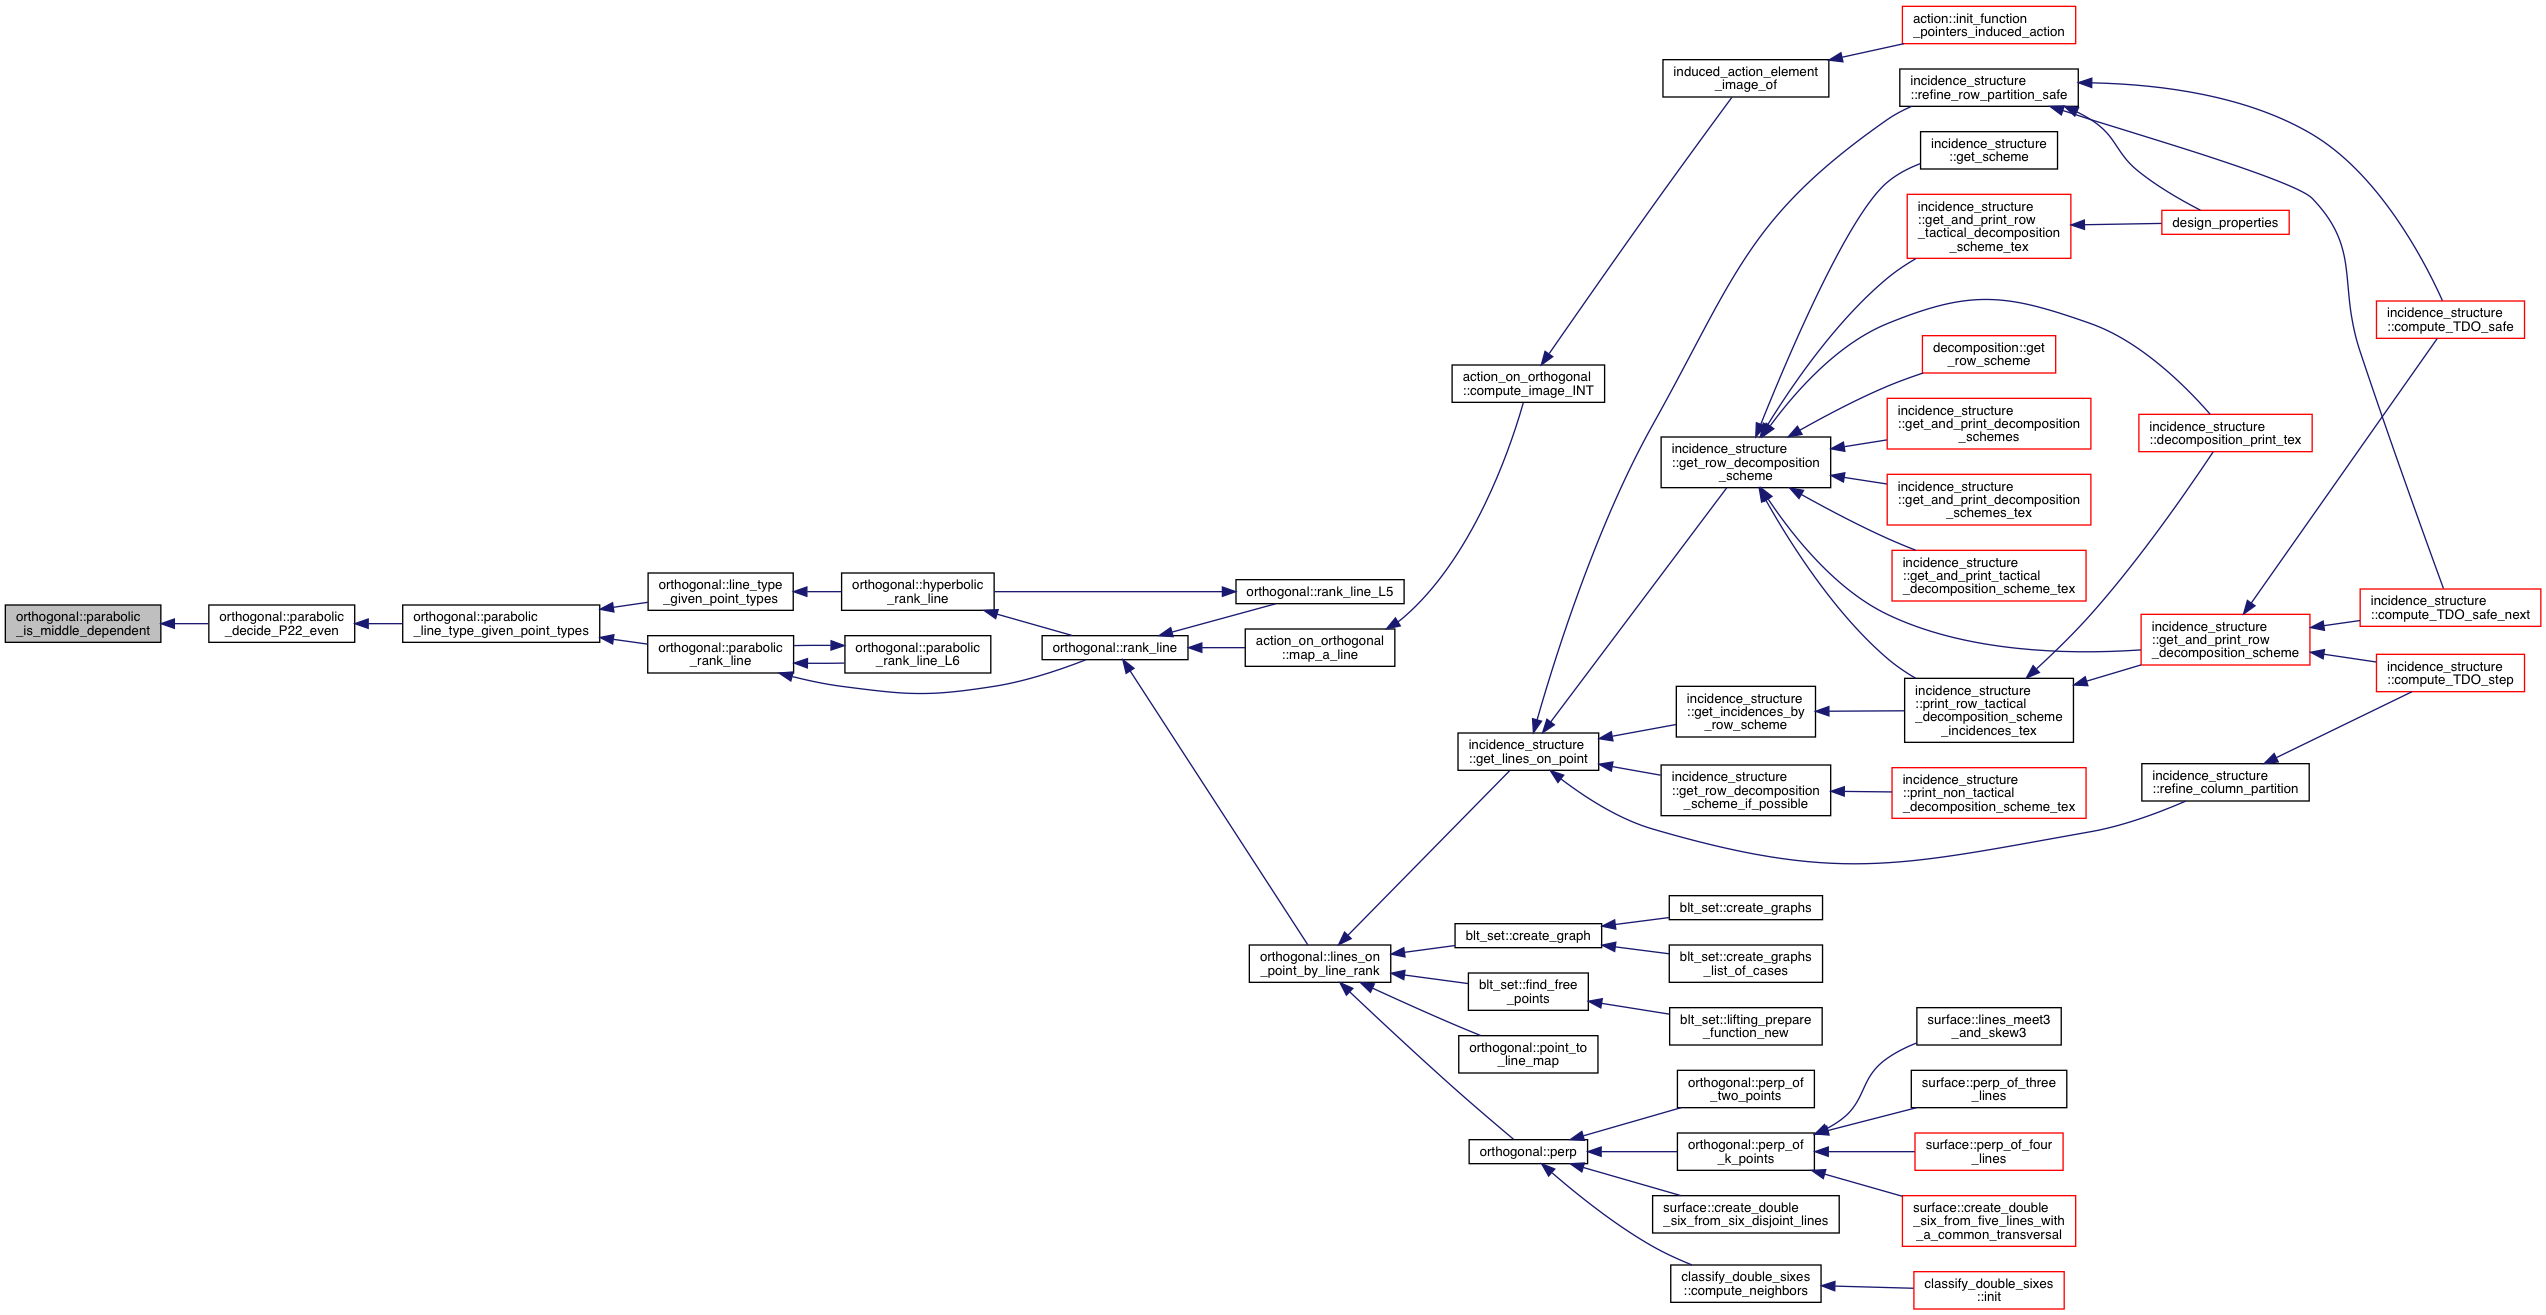 orthogonal::parabolic
_is_middle_dependent
orthogonal::parabolic
_decide_P22_even
orthogonal::parabolic
_line_type_given_point_types
orthogonal::line_type
_given_point_types
orthogonal::parabolic
_rank_line
orthogonal::hyperbolic
_rank_line
orthogonal::parabolic
_rank_line_L6
orthogonal::rank_line
orthogonal::rank_line_L5
action_on_orthogonal
::map_a_line
orthogonal::lines_on
_point_by_line_rank
action_on_orthogonal
::compute_image_INT
incidence_structure
::get_lines_on_point
blt_set::create_graph
blt_set::find_free
_points
orthogonal::point_to
_line_map
orthogonal::perp
induced_action_element
_image_of
incidence_structure
::get_row_decomposition
_scheme
incidence_structure
::get_incidences_by
_row_scheme
incidence_structure
::get_row_decomposition
_scheme_if_possible
blt_set::create_graphs
blt_set::create_graphs
_list_of_cases
blt_set::lifting_prepare
_function_new
orthogonal::perp_of
_two_points
orthogonal::perp_of
_k_points
surface::create_double
_six_from_six_disjoint_lines
classify_double_sixes
::compute_neighbors
action::init_function
_pointers_induced_action
incidence_structure
::refine_row_partition_safe
incidence_structure
::get_scheme
incidence_structure
::get_and_print_row
_tactical_decomposition
_scheme_tex
decomposition::get
_row_scheme
incidence_structure
::get_and_print_decomposition
_schemes
incidence_structure
::get_and_print_decomposition
_schemes_tex
incidence_structure
::get_and_print_tactical
_decomposition_scheme_tex
incidence_structure
::print_row_tactical
_decomposition_scheme
_incidences_tex
incidence_structure
::print_non_tactical
_decomposition_scheme_tex
surface::lines_meet3
_and_skew3
surface::perp_of_three
_lines
surface::perp_of_four
_lines
surface::create_double
_six_from_five_lines_with
_a_common_transversal
classify_double_sixes
::init
design_properties
incidence_structure
::decomposition_print_tex
incidence_structure
::get_and_print_row
_decomposition_scheme
incidence_structure
::refine_column_partition
incidence_structure
::compute_TDO_safe
incidence_structure
::compute_TDO_safe_next
incidence_structure
::compute_TDO_step